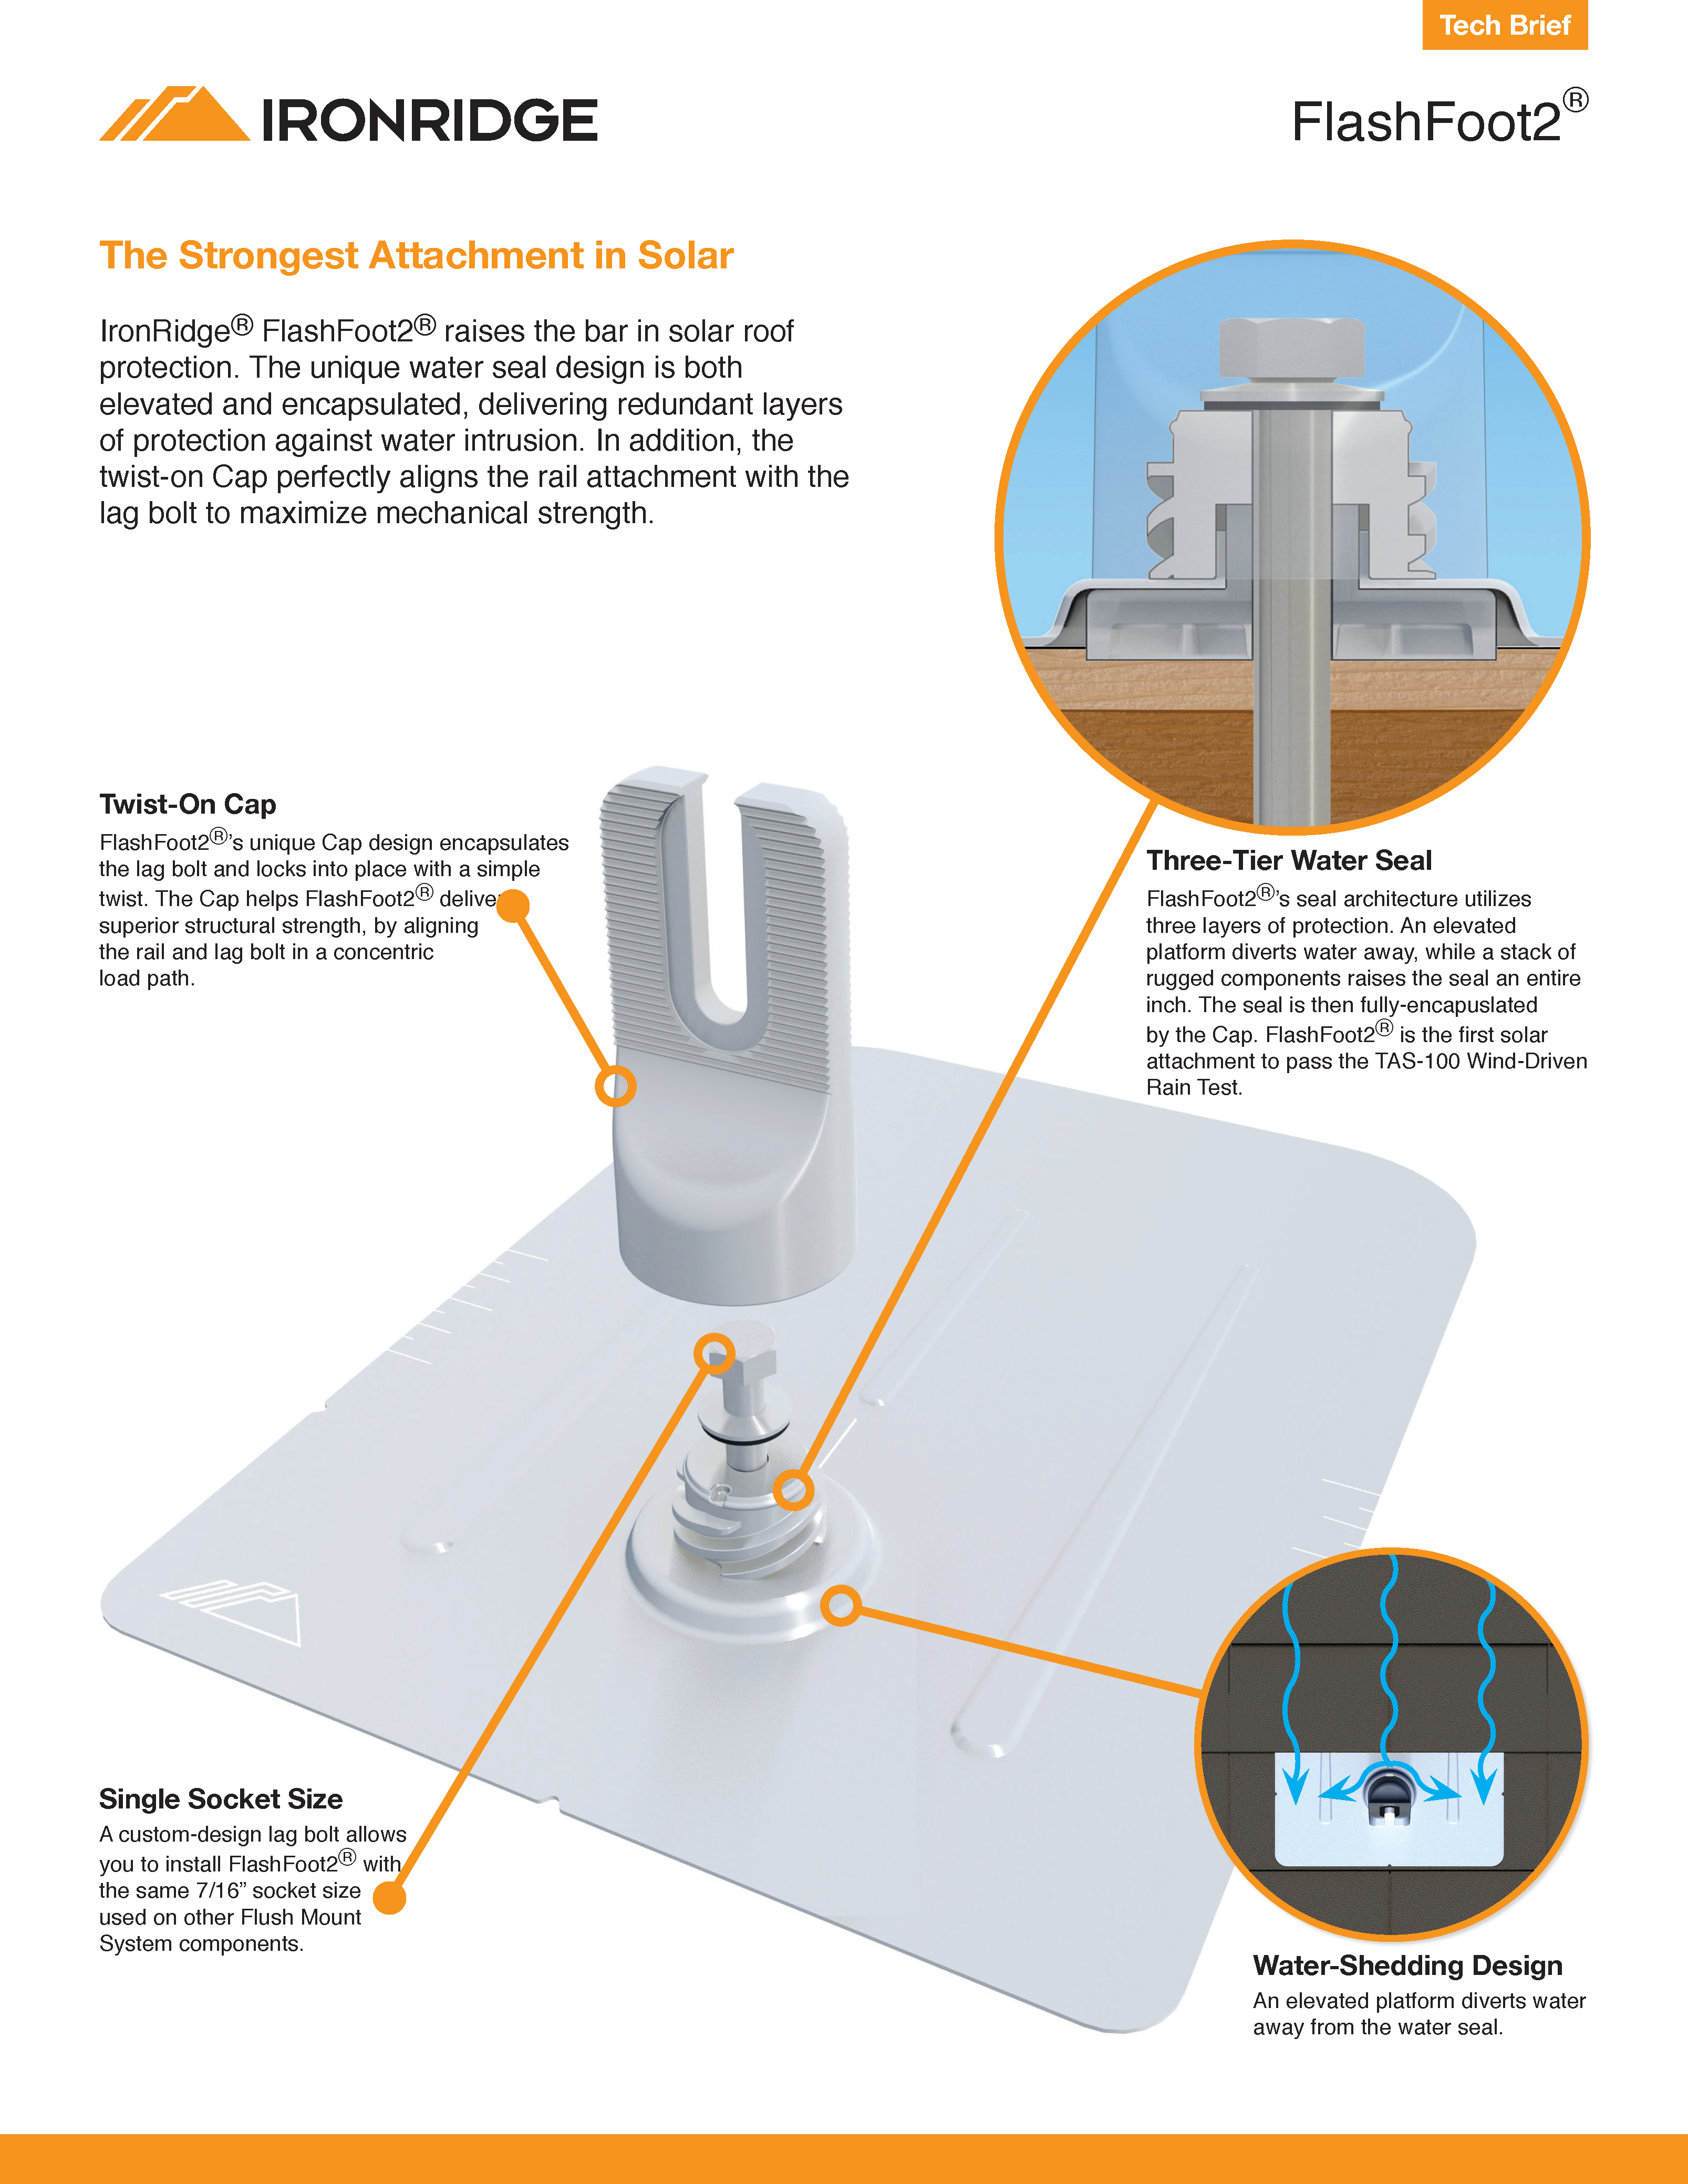 Tech Brief
IRONRIDGE
FlashFoot2®
The Strongest Attachment in Solar
IronRidge® FlashFoot2® raises the bar in solar roof
protection. The unique water seal design is both
elevated and encapsulated, delivering redundant layers
of protection against water intrusion. In addition, the
twist-on Cap perfectly aligns the rail attachment with the
lag bolt to maximize mechanical strength.
Twist-On Cap
FlashFoot2®’s unique Cap design encapsulates
the lag bolt and locks into place with a simple
twist. The Cap helps FlashFoot2® deliver
superior structural strength, by aligning
the rail and lag bolt in a concentric
load path.
Three-Tier Water Seal
FlashFoot2®’s seal architecture utilizes
three layers of protection. An elevated
platform diverts water away, while a stack of
rugged components raises the seal an entire
inch. The seal is then fully-encapuslated
by the Cap. FlashFoot2® is the first solar
attachment to pass the TAS-100 Wind-Driven
Rain Test.
Single Socket Size
A custom-design lag bolt allows
you to install FlashFoot2® with
the same 7/16” socket size
used on other Flush Mount
System components.
Water-Shedding Design
An elevated platform diverts water
away from the water seal.